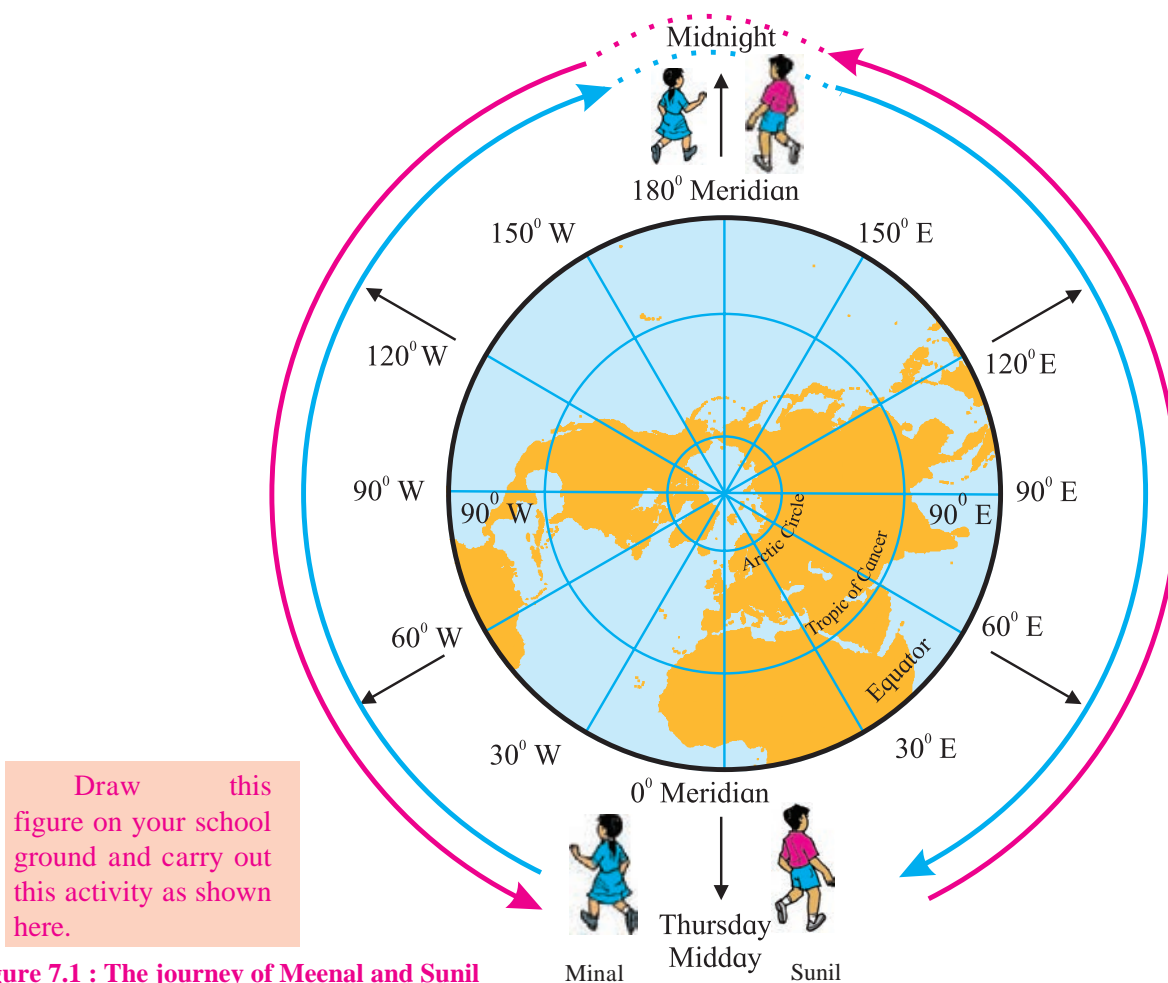 Midnight
180⁰ Meridian
150⁰ W
150⁰ E
120⁰ W
120⁰ E
90⁰ W
90⁰ W
90⁰ E
90⁰ E
Arctic Circle
Tropic of Cancer
Equator
60⁰ W
60⁰ E
30⁰ W
30⁰ E
0⁰ Meridian
Draw this
figure on your school
ground and carry out
this activity as shown
here.
Thursday
Midday
Minal
Sunil
gure 7.1 : The journey of Meenal and Sunil